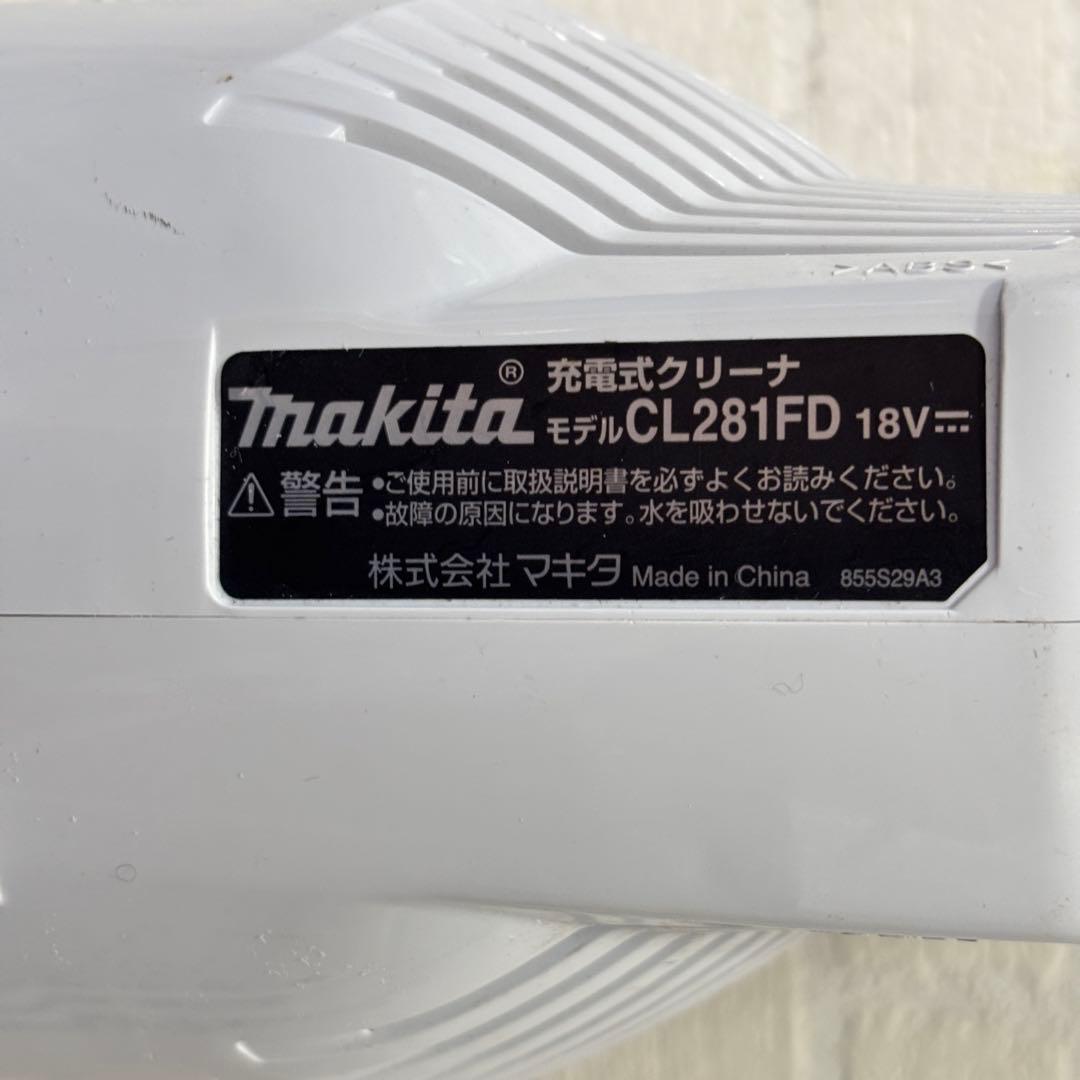 >ABS<
makita® 充電式クリーナ
モデルCL281FD 18V⎓
⚠警告 •ご使用前に取扱説明書を必ずよくお読みください。
•故障の原因になります。水を吸わせないでください。
株式会社マキタ Made in China 855S29A3